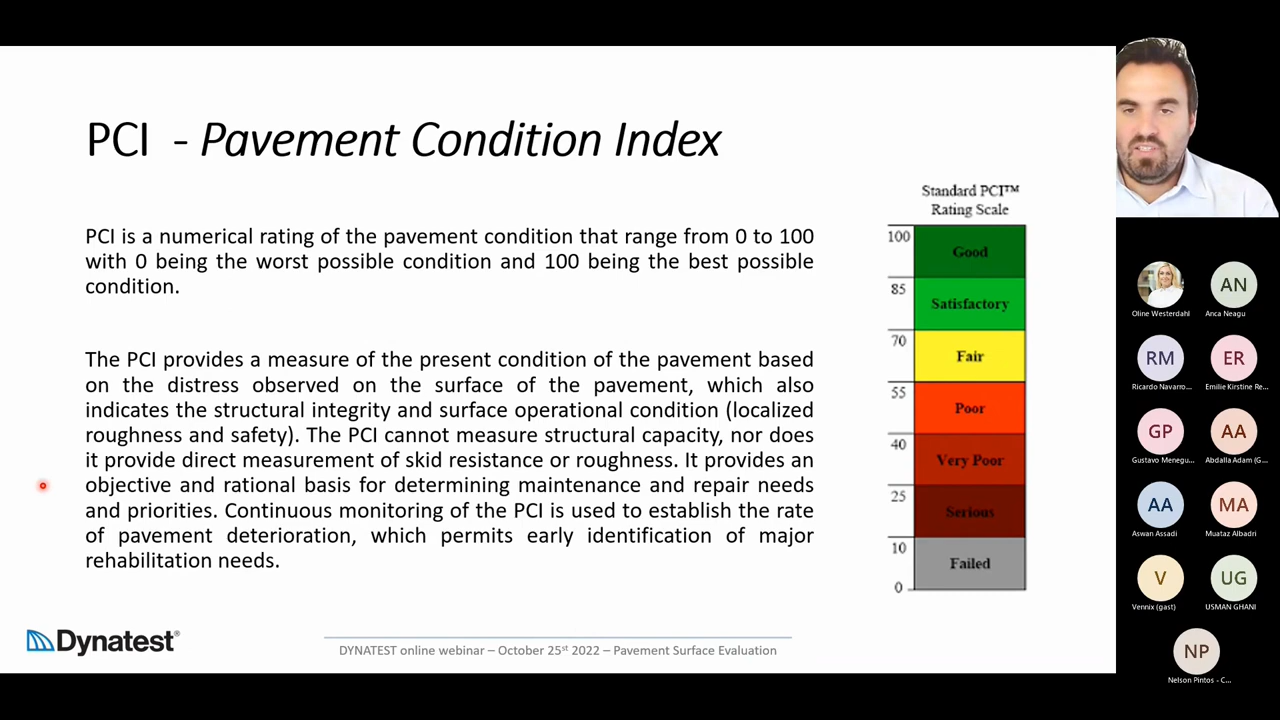 PCI - Pavement Condition Index
PCI is a numerical rating of the pavement condition that range from 0 to 100
with 0 being the worst possible condition and 100 being the best possible
condition.
The PCI provides a measure of the present condition of the pavement based
on the distress observed on the surface of the pavement, which also
indicates the structural integrity and surface operational condition (localized
roughness and safety). The PCI cannot measure structural capacity, nor does
it provide direct measurement of skid resistance or roughness. It provides an
objective and rational basis for determining maintenance and repair needs
and priorities. Continuous monitoring of the PCI is used to establish the rate
of pavement deterioration, which permits early identification of major
rehabilitation needs.
Standard PCI™
Rating Scale
100
Good
85
Satisfactory
70
Fair
55
Poor
40
Very Poor
25
Serious
10
Failed
0
Dynatest®
DYNATEST online webinar – October 25st 2022 – Pavement Surface Evaluation
Oline Westerdahl
AN
Anca Neagu
RM
Ricardo Navarro...
ER
Emilie Kirstine Re...
GP
Gustavo Menegu...
AA
Abdalla Adam (G...
AA
Aswan Assadi
MA
Muataz Albadri
V
Vennix (gast)
UG
USMAN GHANI
NP
Nelson Pintos - C...